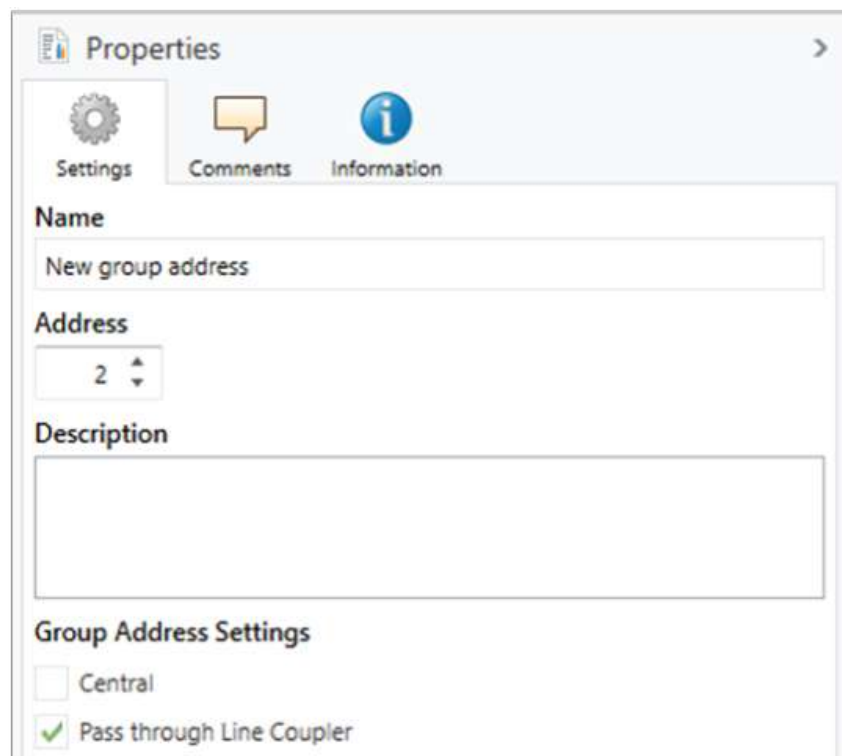 Properties
Settings Comments Information
Name
New group address
Address
2
Description
Group Address Settings
Central
Pass through Line Coupler